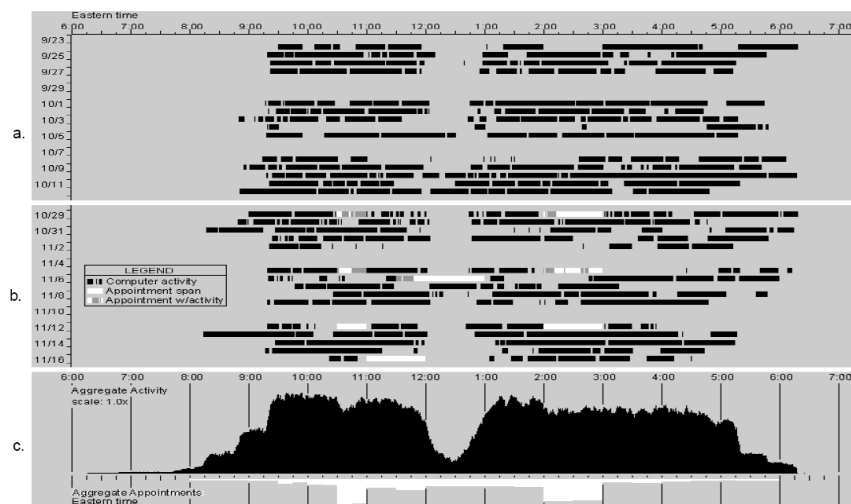 Eastern time
6:00 7:00 8:00 9:00 10:00 11:00 12:00 1:00 2:00 3:00 4:00 5:00 6:00 7:00
9/23
9/25
9/27
9/29
10/1
10/3
10/5
10/7
10/9
10/11
a.
10/29
10/31
11/2
11/4
11/6
11/8
11/10
11/12
11/14
11/16
b.
LEGEND
Computer activity
Appointment span
Appointment w/activity
6:00 7:00 8:00 9:00 10:00 11:00 12:00 1:00 2:00 3:00 4:00 5:00 6:00 7:00
Aggregate Activity
scale: 1.0x
c.
Aggregate Appointments
Eastern time